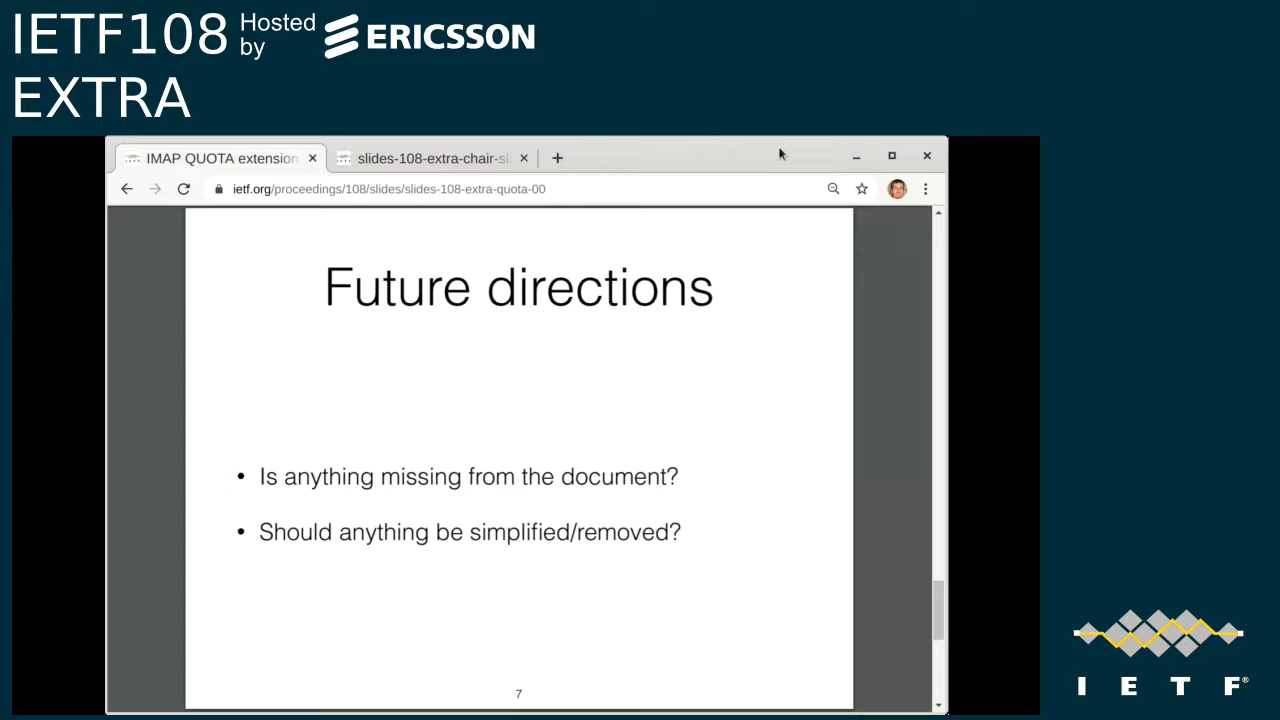 IETF108 Hosted by ERICSSON
EXTRA
IMAP QUOTA extension
slides-108-extra-chair-sl
ietf.org/proceedings/108/slides/slides-108-extra-quota-00
Future directions
• Is anything missing from the document?
• Should anything be simplified/removed?
7
I E T F®